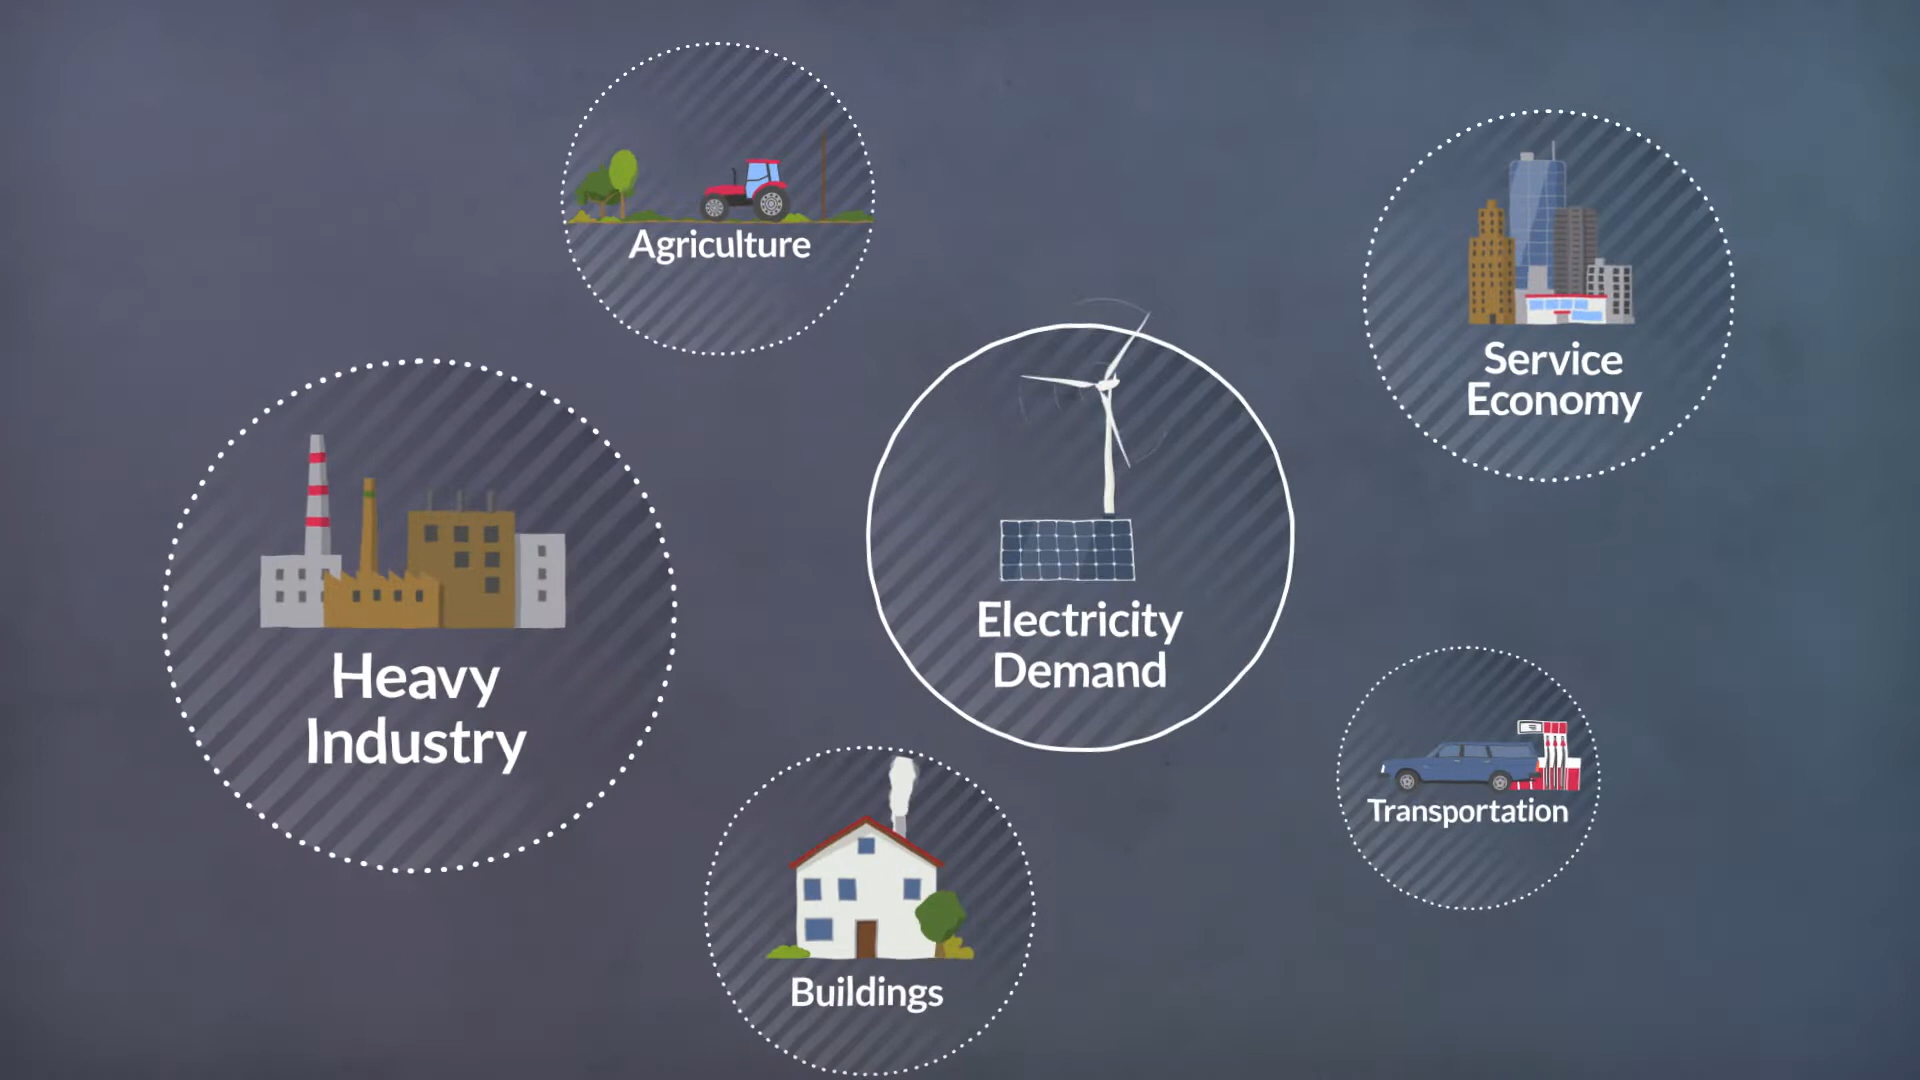 Agriculture
Service
Economy
Heavy
Industry
Electricity
Demand
Transportation
Buildings